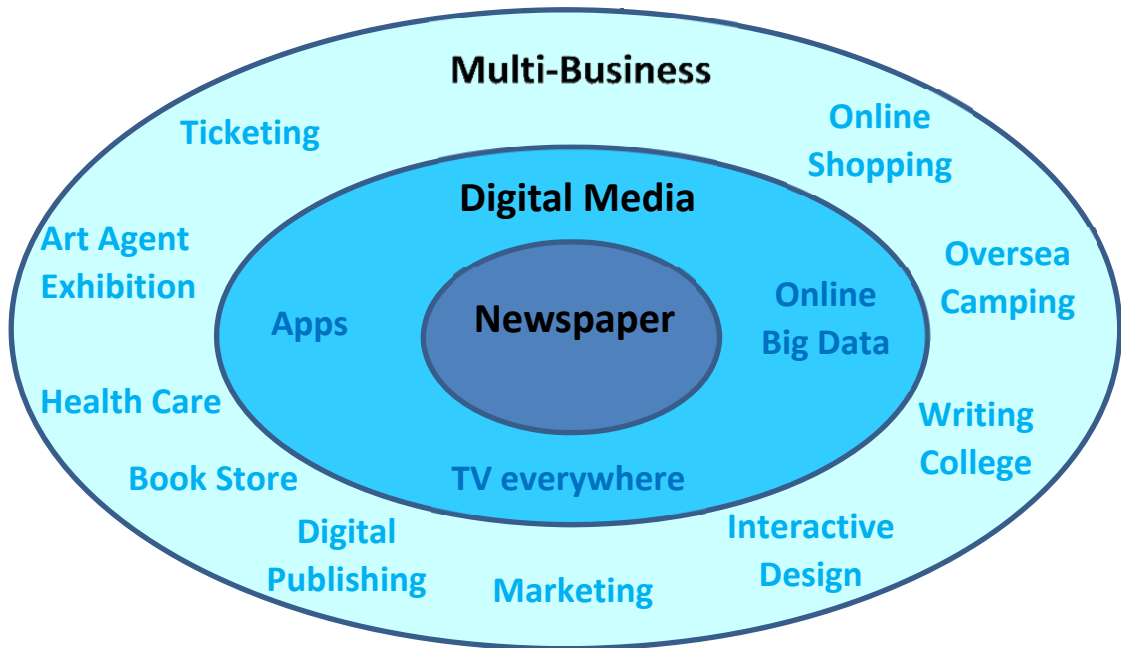 Multi-Business
Ticketing
Online
Shopping
Digital Media
Art Agent
Exhibition
Oversea
Camping
Newspaper
Apps
Online
Big Data
Health Care
Writing
College
Book Store
TV everywhere
Digital
Publishing
Interactive
Design
Marketing